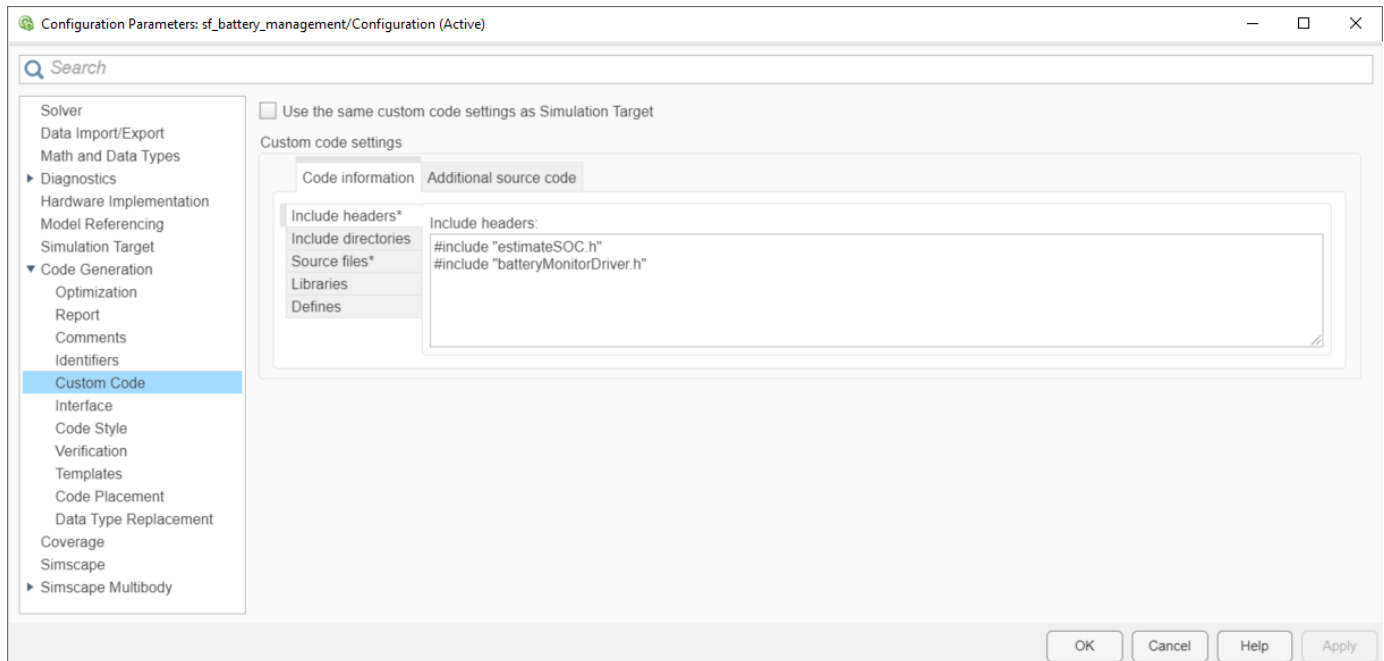 Configuration Parameters: sf_battery_management/Configuration (Active)
Search
Solver
Data Import/Export
Math and Data Types
Diagnostics
Hardware Implementation
Model Referencing
Simulation Target
Code Generation
Optimization
Report
Comments
Identifiers
Custom Code
Interface
Code Style
Verification
Templates
Code Placement
Data Type Replacement
Coverage
Simscape
Simscape Multibody
Use the same custom code settings as Simulation Target
Custom code settings
Code information
Additional source code
Include headers*
Include directories
Source files*
Libraries
Defines
Include headers:
#include "estimateSOC.h"
#include "batteryMonitorDriver.h"
OK
Cancel
Help
Apply